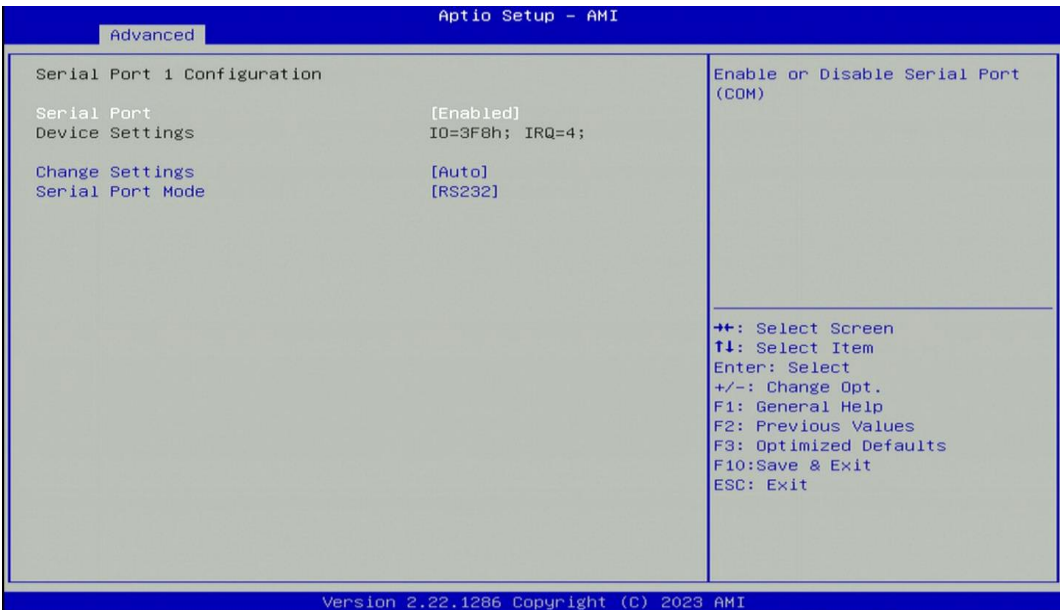 Aptio Setup - AMI
Advanced
Serial Port 1 Configuration
Serial Port [Enabled]
Device Settings IO=3F8h; IRQ=4;
Change Settings [Auto]
Serial Port Mode [RS232]
Enable or Disable Serial Port
(COM)
→←: Select Screen
↑↓: Select Item
Enter: Select
+/-: Change Opt.
F1: General Help
F2: Previous Values
F3: Optimized Defaults
F10:Save & Exit
ESC: Exit
Version 2.22.1286 Copyright (C) 2023 AMI